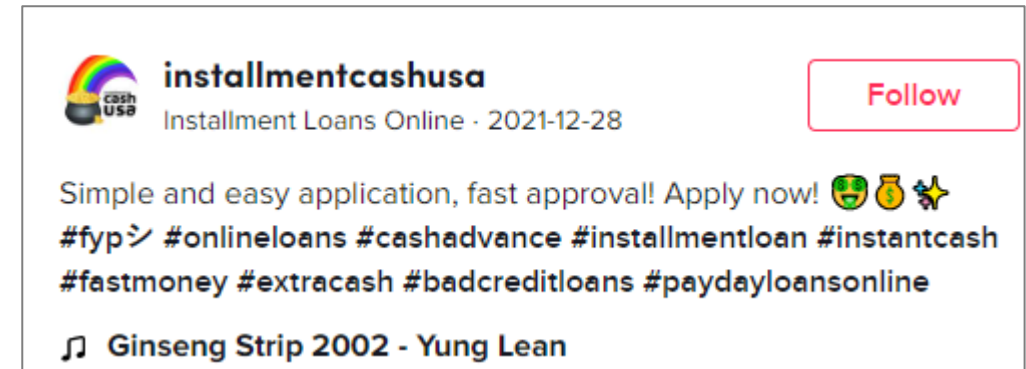 cash
usa
installmentcashusa
Installment Loans Online · 2021-12-28
Follow
Simple and easy application, fast approval! Apply now! 🤑💰✨
#fypシ #onlineloans #cashadvance #installmentloan #instantcash
#fastmoney #extracash #badcreditloans #paydayloansonline
♫ Ginseng Strip 2002 - Yung Lean